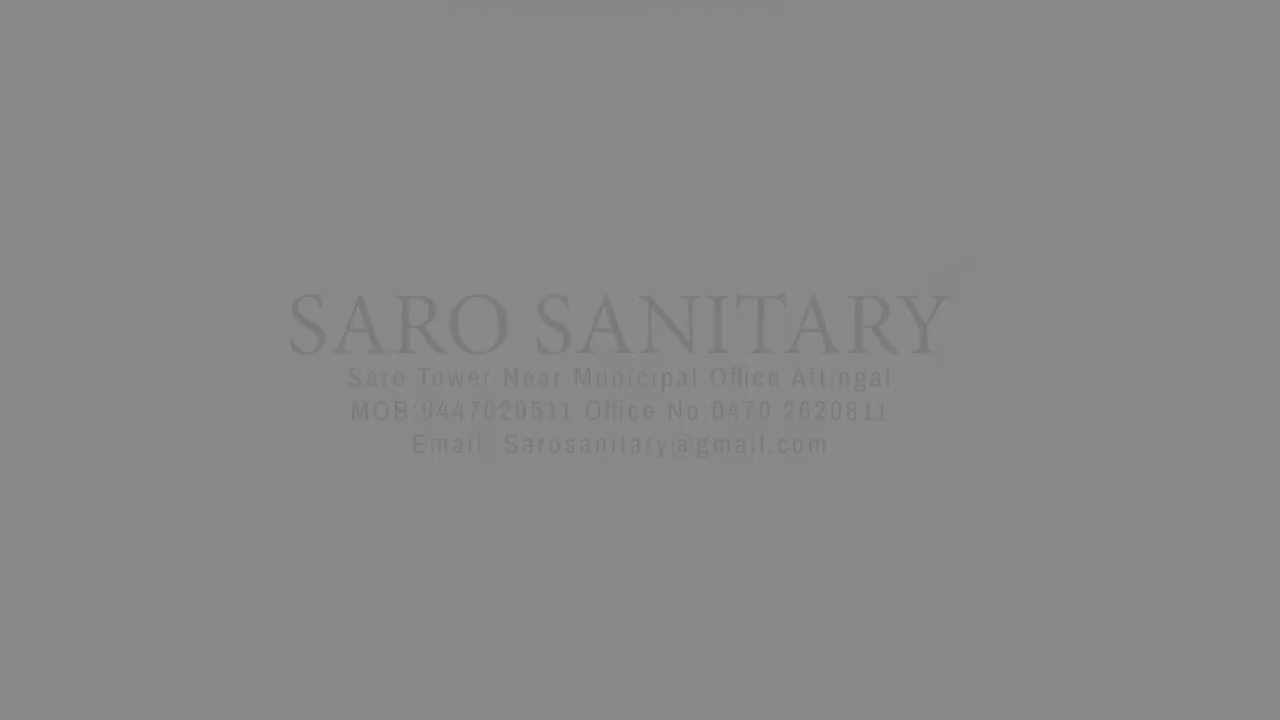 SARO SANITARY
Saro Tower Near Municipal Office Attingal
MOB:9447020511 Office No:0470 2620811
Email: Sarosanitary@gmail.com